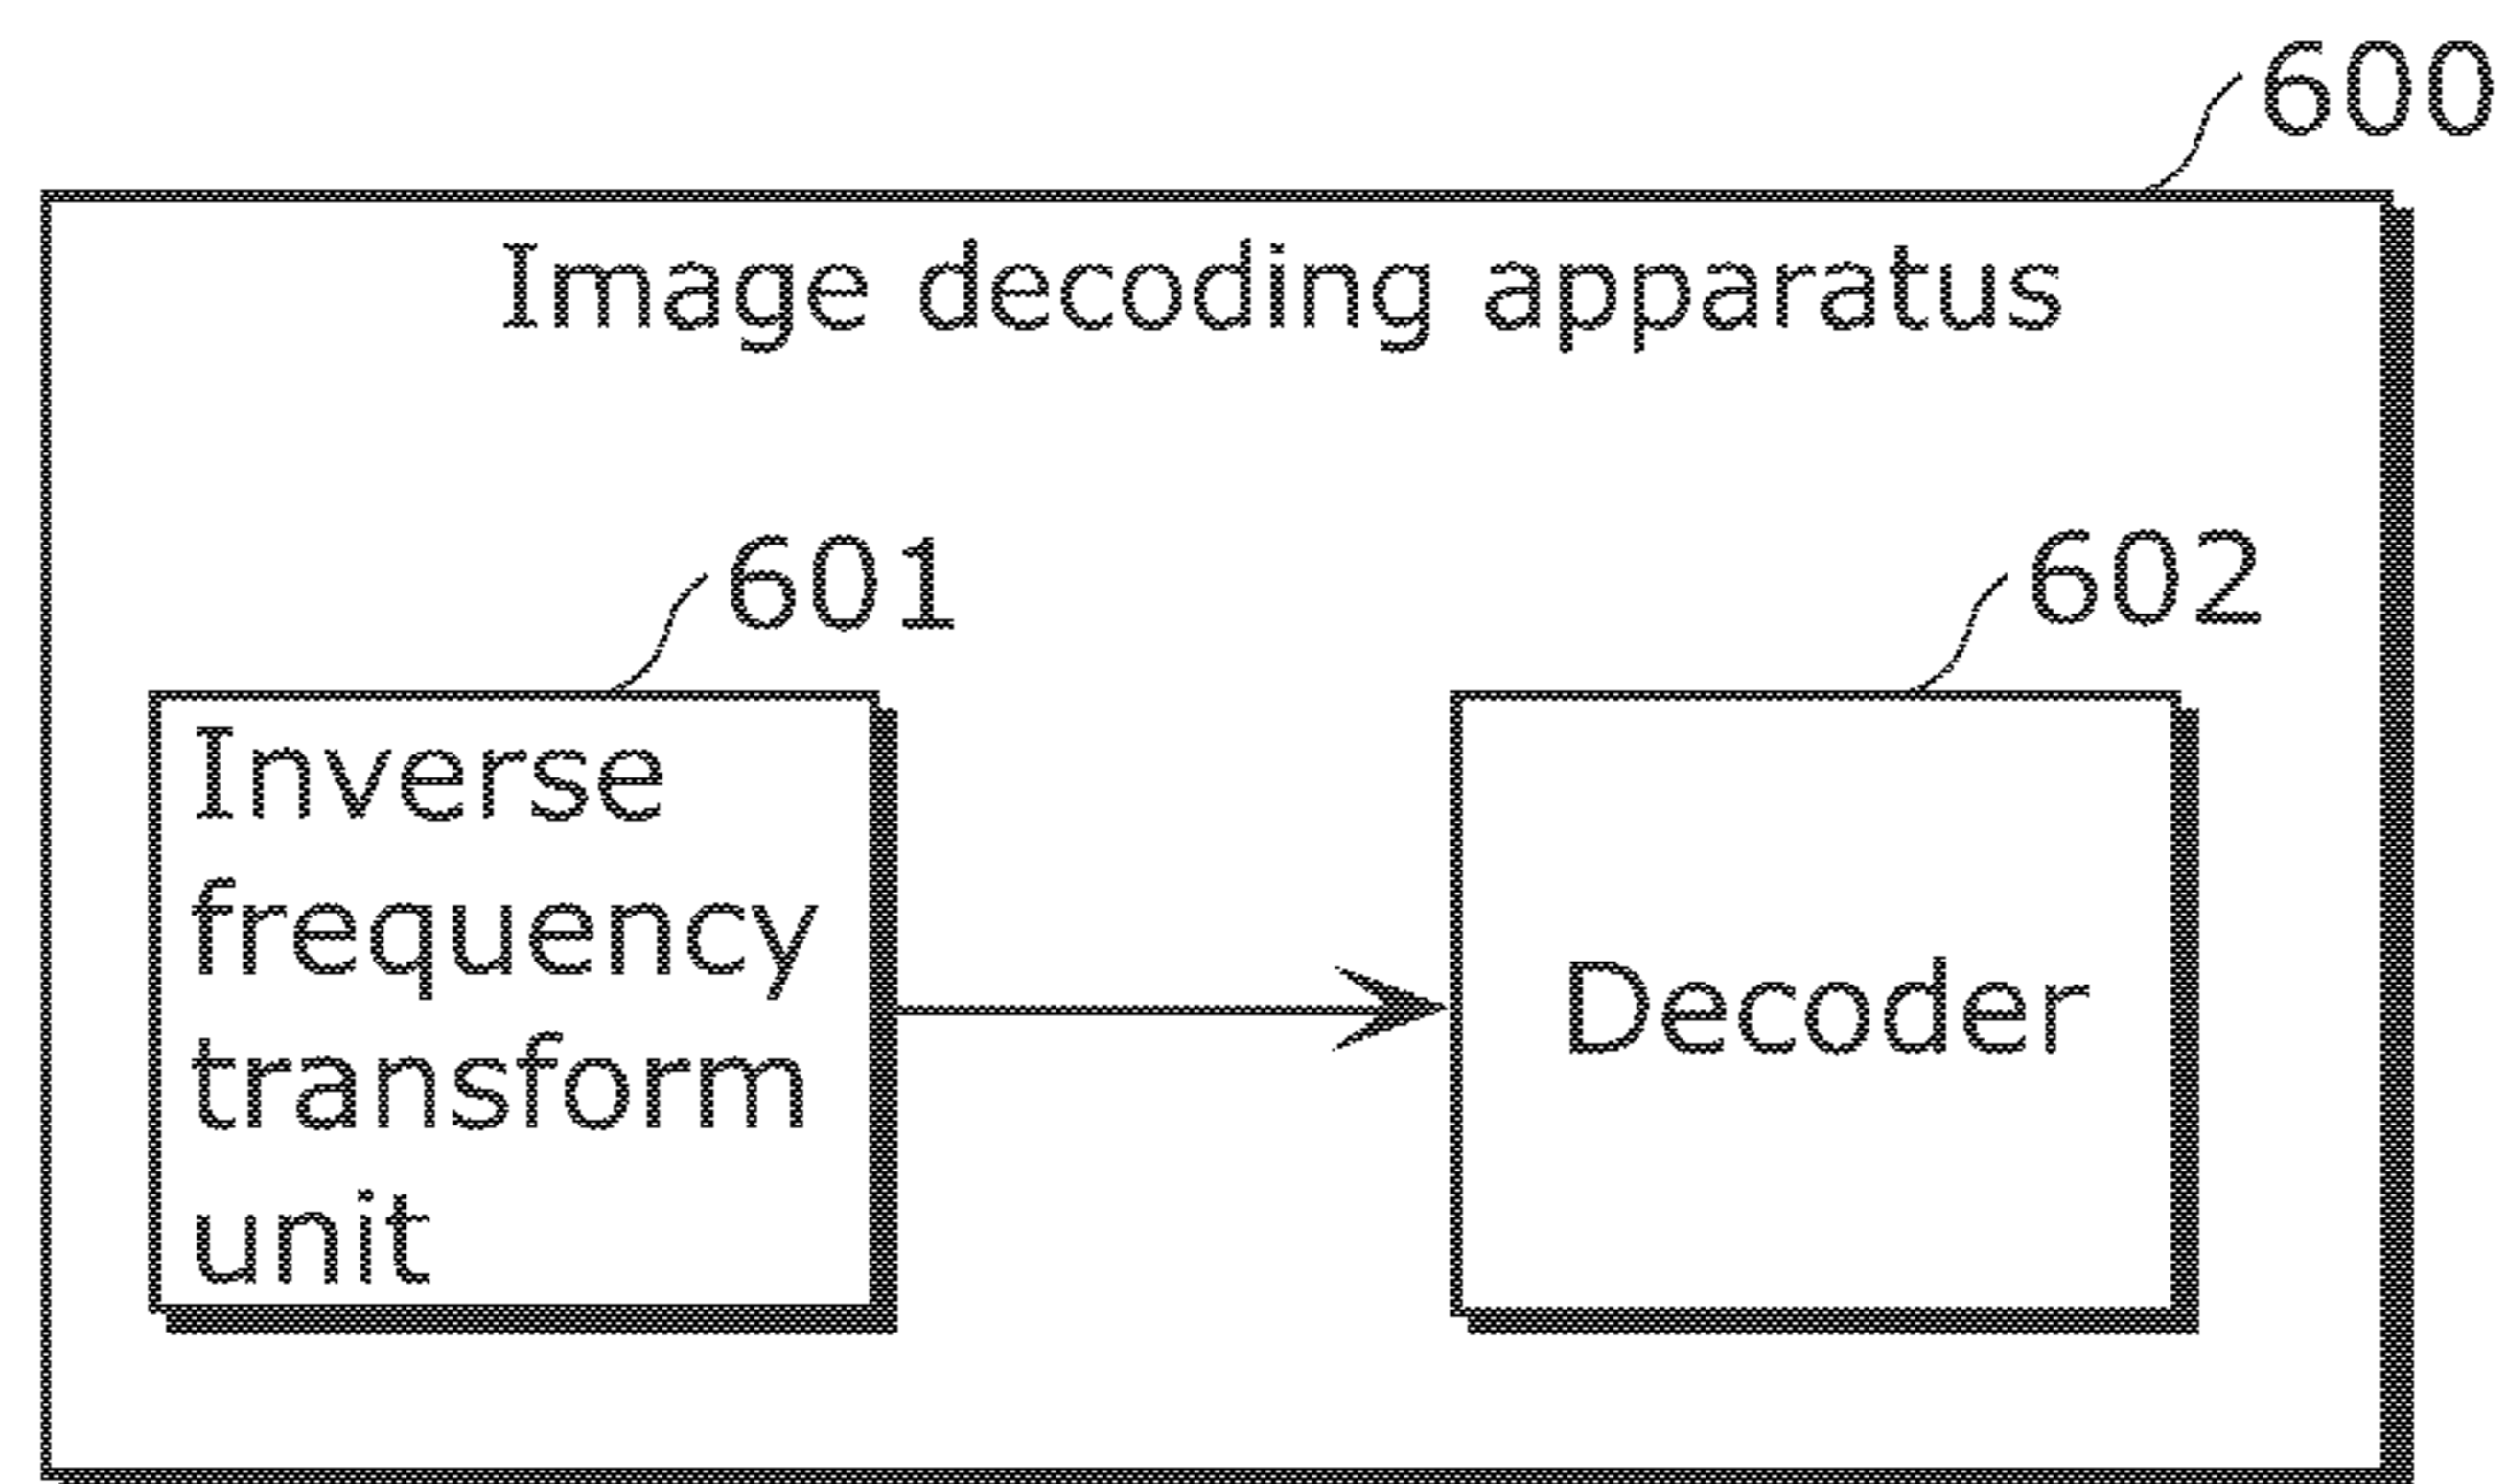 600
Image decoding apparatus
601
602
Inverse
frequency
transform
unit
Decoder